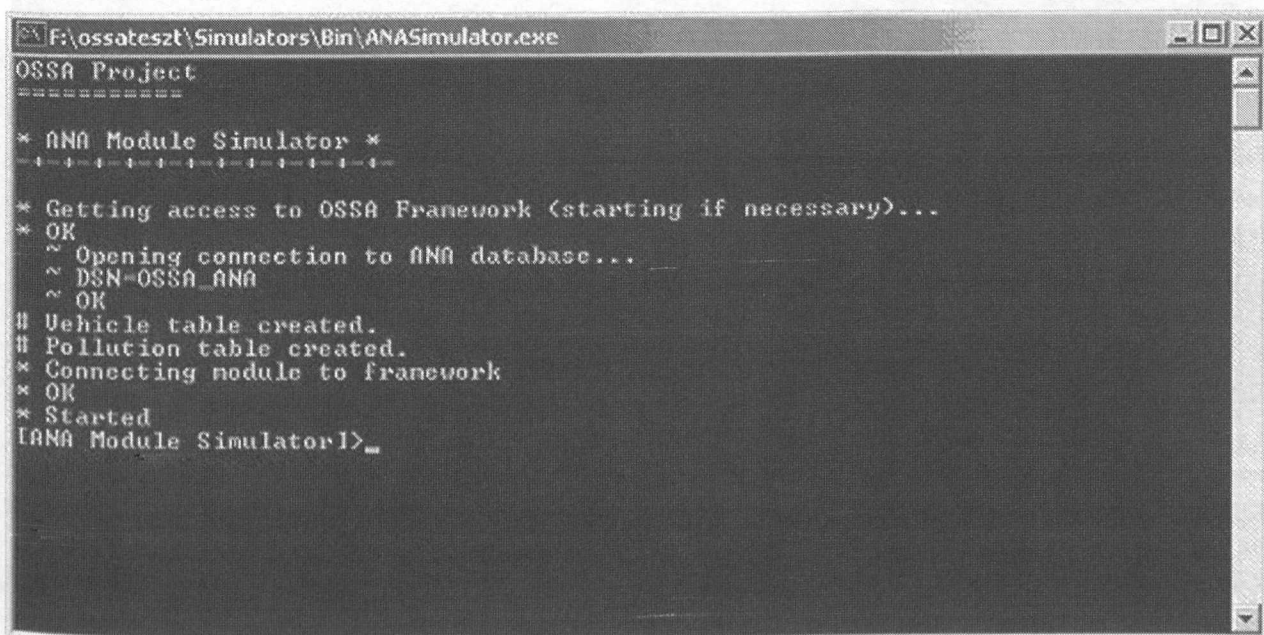 F:\ossateszt\Simulators\Bin\ANASimulator.exe
OSSA Project
============
* ANA Module Simulator *
-+-+-+-+-+-+-+-+-+-+-+-+-
* Getting access to OSSA Framework (starting if necessary)...
* OK
~ Opening connection to ANA database...
~ DSN=OSSA_ANA
~ OK
# Vehicle table created.
# Pollution table created.
* Connecting module to framework
* OK
* Started
[ANA Module Simulator]>_